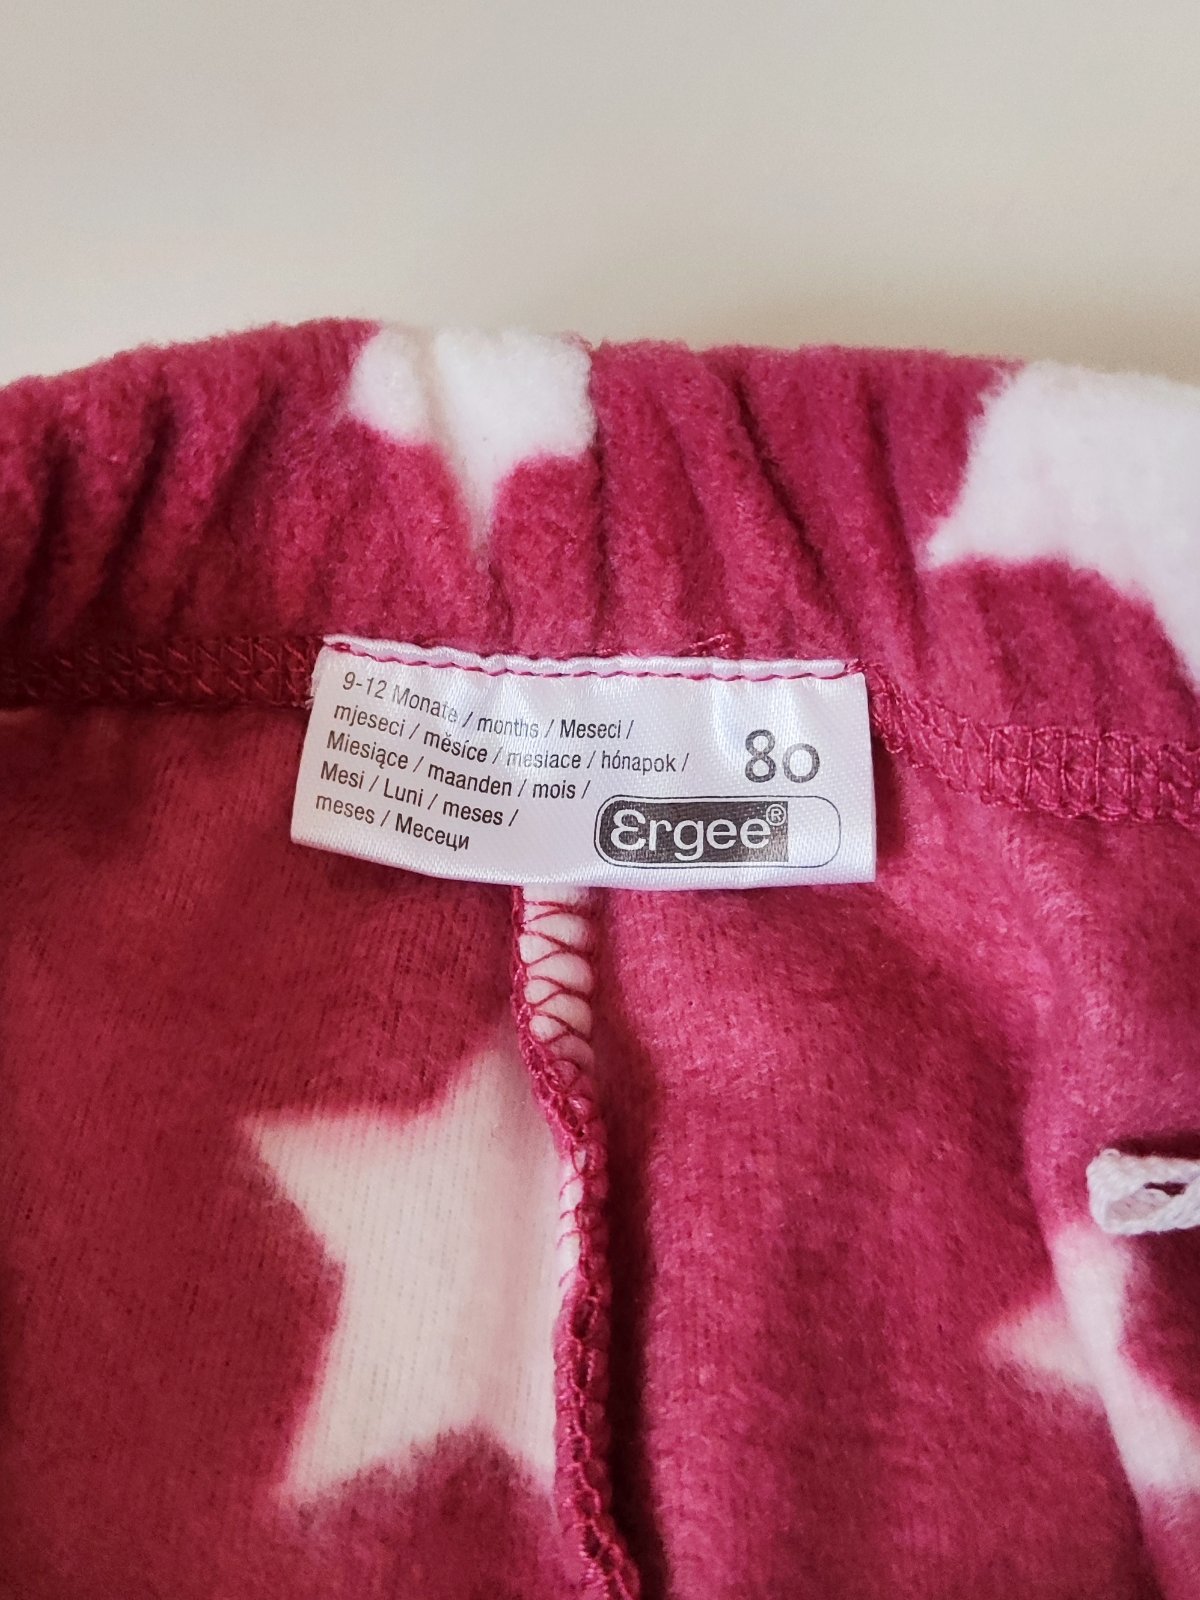 9-12 Monate / months / Meseci /
mjeseci / měsíce / mesiace / hónapok /
Miesiące / maanden / mois /
Mesi / Luni / meses /
meses / Месеци
80
Ergee®